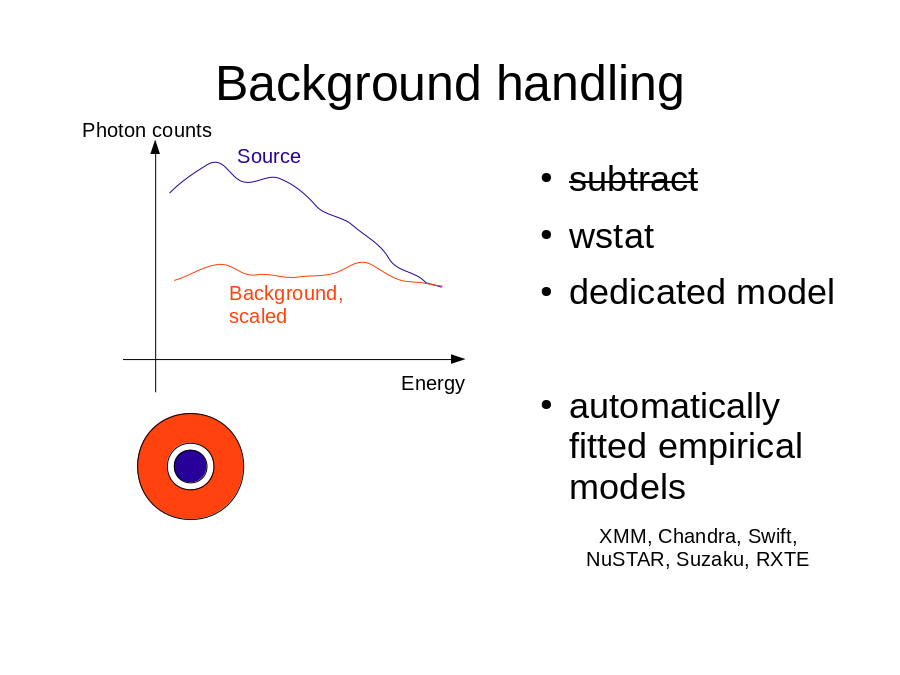 Background handling
Photon counts
Source
Background,
scaled
Energy
subtract
wstat
dedicated model
automatically
fitted empirical
models
XMM, Chandra, Swift,
NuSTAR, Suzaku, RXTE